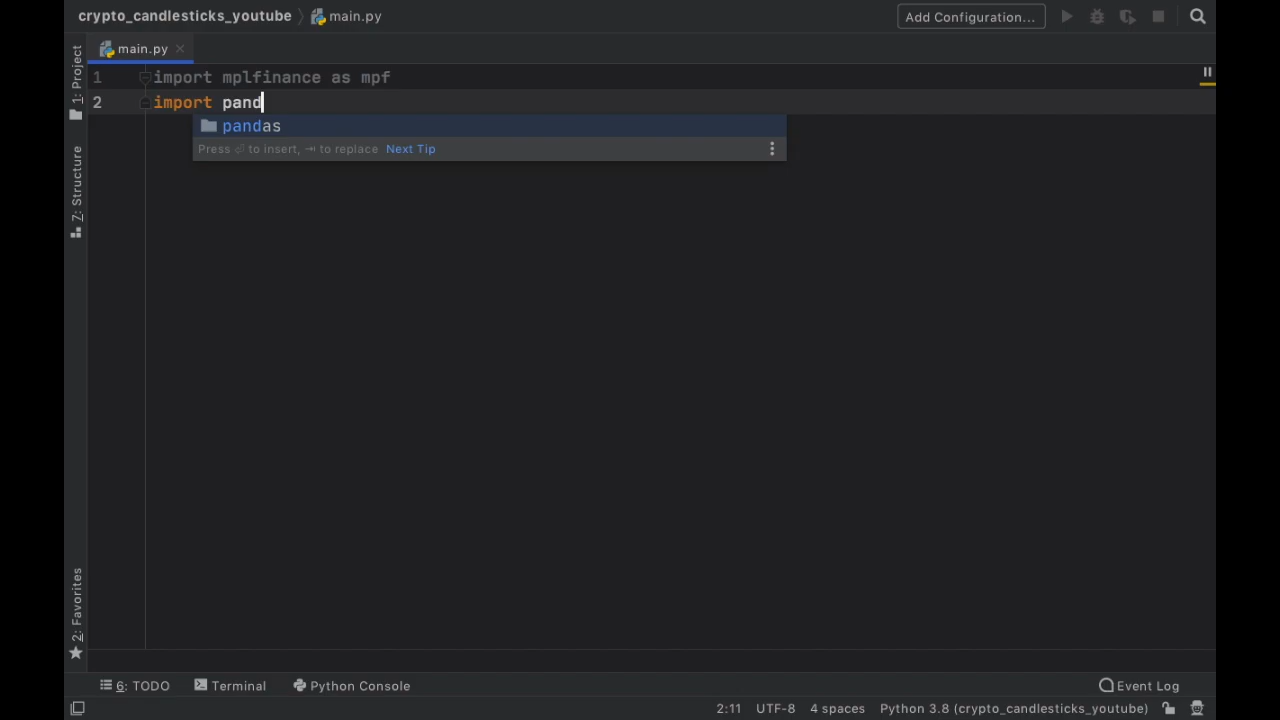 crypto_candlesticks_youtube
main.py
Add Configuration...
main.py
1: Project
7: Structure
2: Favorites
1 import mplfinance as mpf
2 import pand
pandas
Press ⏎ to insert, ⇥ to replace Next Tip
6: TODO
Terminal
Python Console
Event Log
2:11 UTF-8 4 spaces Python 3.8 (crypto_candlesticks_youtube)